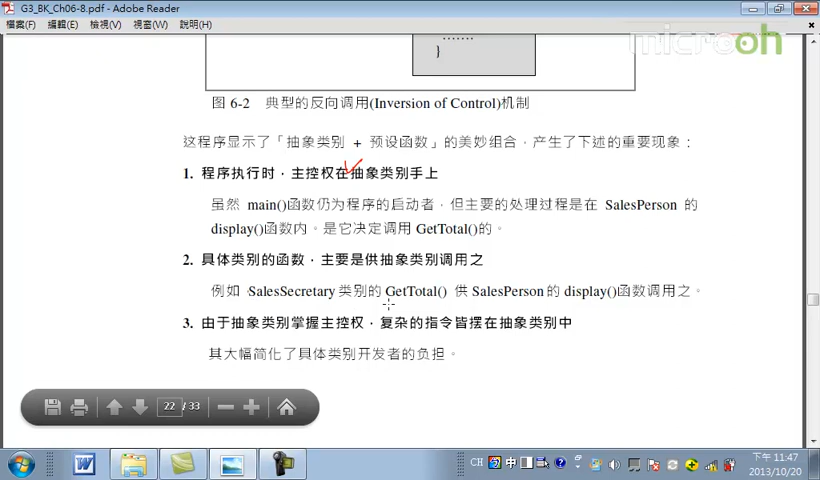 G3_BK_Ch06-8.pdf - Adobe Reader
檔案(F) 編輯(E) 檢視(V) 視窗(W) 說明(H)
microoh
.......
}
图 6-2 典型的反向调用(Inversion of Control)机制
这程序显示了「抽象类别 + 预设函数」的美妙组合，产生了下述的重要现象：
1. 程序执行时，主控权在抽象类别手上
虽然 main()函数仍为程序的启动者，但主要的处理过程是在 SalesPerson 的
display()函数内。是它决定调用 GetTotal()的。
2. 具体类别的函数，主要是供抽象类别调用之
例如 SalesSecretary 类别的 GetTotal() 供 SalesPerson 的 display()函数调用之。
3. 由于抽象类别掌握主控权，复杂的指令皆摆在抽象类别中
其大幅简化了具体类别开发者的负担。
22 / 33
CH 中
下午 11:47
2013/10/20